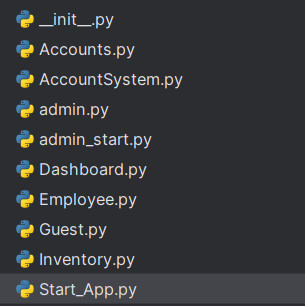 __init__.py
Accounts.py
AccountSystem.py
admin.py
admin_start.py
Dashboard.py
Employee.py
Guest.py
Inventory.py
Start_App.py